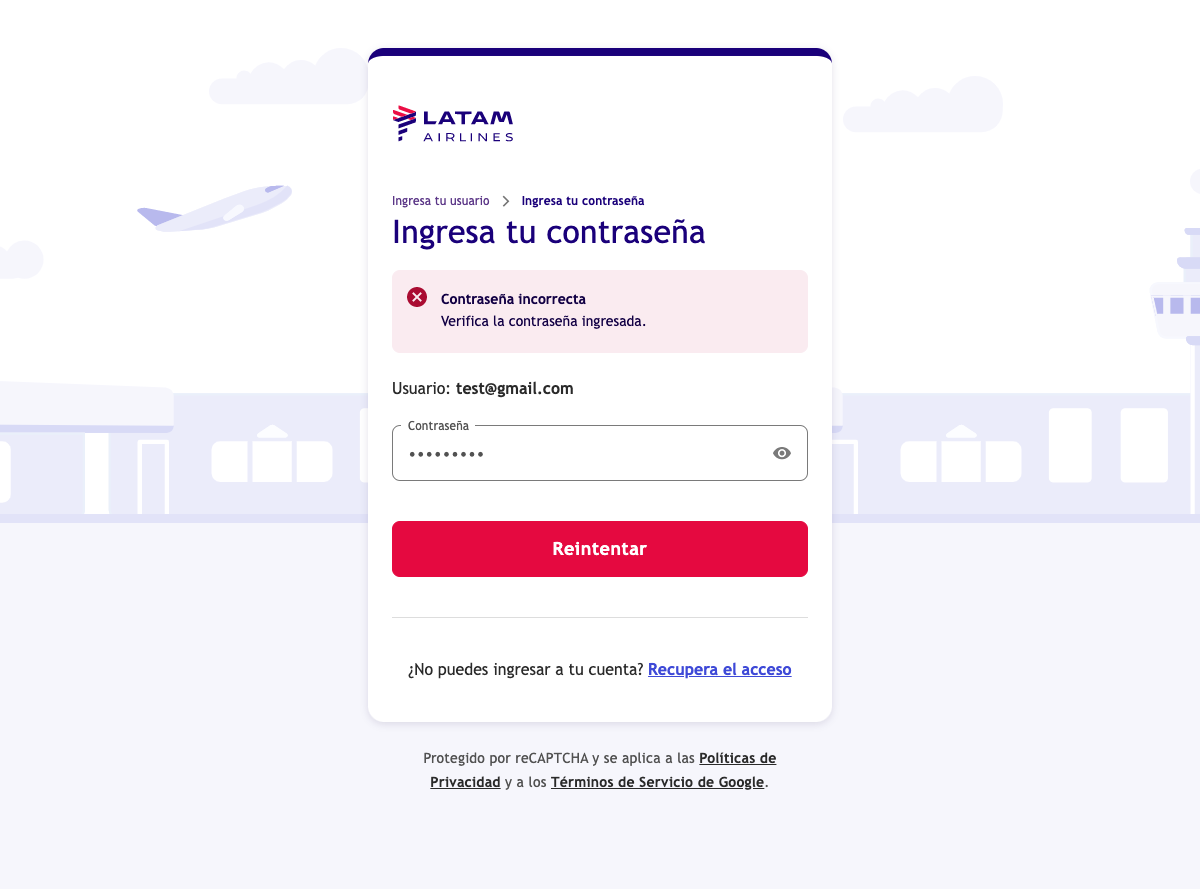 LATAM
AIRLINES
Ingresa tu usuario > Ingresa tu contraseña
Ingresa tu contraseña
Contraseña incorrecta
Verifica la contraseña ingresada.
Usuario: test@gmail.com
Contraseña
•••••••••
Reintentar
¿No puedes ingresar a tu cuenta? Recupera el acceso
Protegido por reCAPTCHA y se aplica a las Políticas de
Privacidad y a los Términos de Servicio de Google.